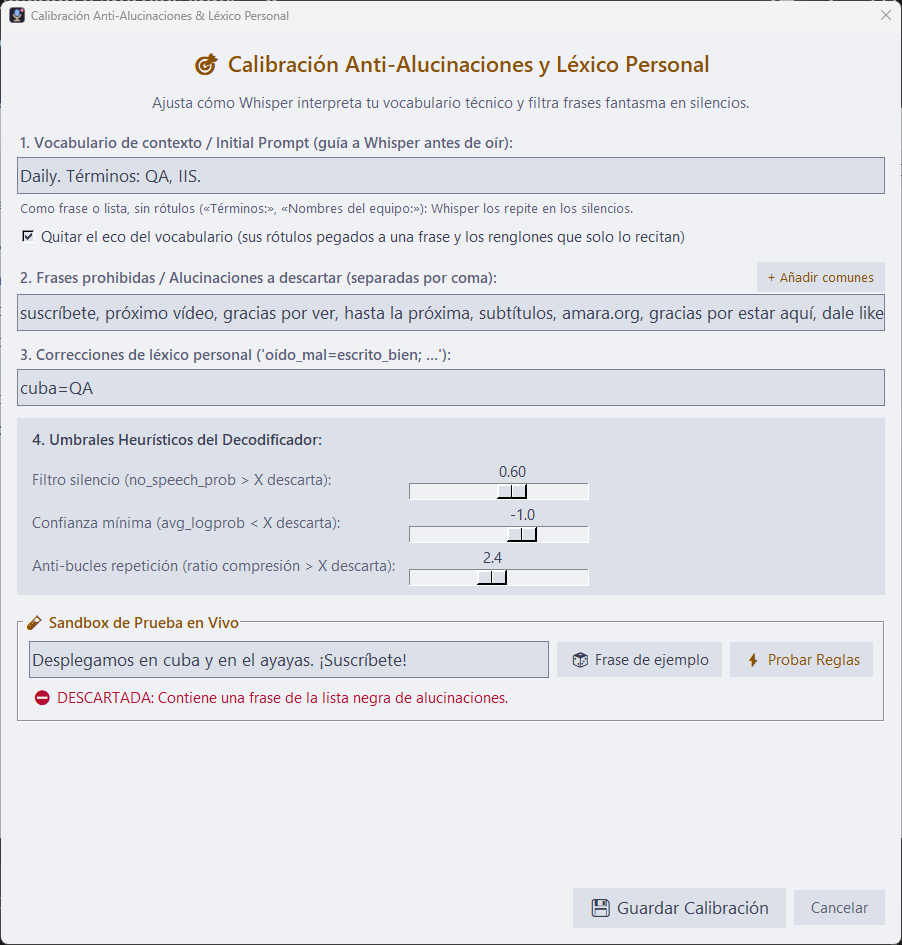 Calibración Anti-Alucinaciones & Léxico Personal
Calibración Anti-Alucinaciones y Léxico Personal
Ajusta cómo Whisper interpreta tu vocabulario técnico y filtra frases fantasma en silencios.
1. Vocabulario de contexto / Initial Prompt (guía a Whisper antes de oír):
Daily. Términos: QA, IIS.
Como frase o lista, sin rótulos («Términos:», «Nombres del equipo:»): Whisper los repite en los silencios.
Quitar el eco del vocabulario (sus rótulos pegados a una frase y los renglones que solo lo recitan)
2. Frases prohibidas / Alucinaciones a descartar (separadas por coma):
+ Añadir comunes
suscríbete, próximo vídeo, gracias por ver, hasta la próxima, subtítulos, amara.org, gracias por estar aquí, dale like
3. Correcciones de léxico personal ('oído_mal=escrito_bien; ...'):
cuba=QA
4. Umbrales Heurísticos del Decodificador:
0.60
Filtro silencio (no_speech_prob > X descarta):
-1.0
Confianza mínima (avg_logprob < X descarta):
2.4
Anti-bucles repetición (ratio compresión > X descarta):
Sandbox de Prueba en Vivo
Desplegamos en cuba y en el ayayas. ¡Suscríbete!
Frase de ejemplo
Probar Reglas
DESCARTADA: Contiene una frase de la lista negra de alucinaciones.
Guardar Calibración
Cancelar